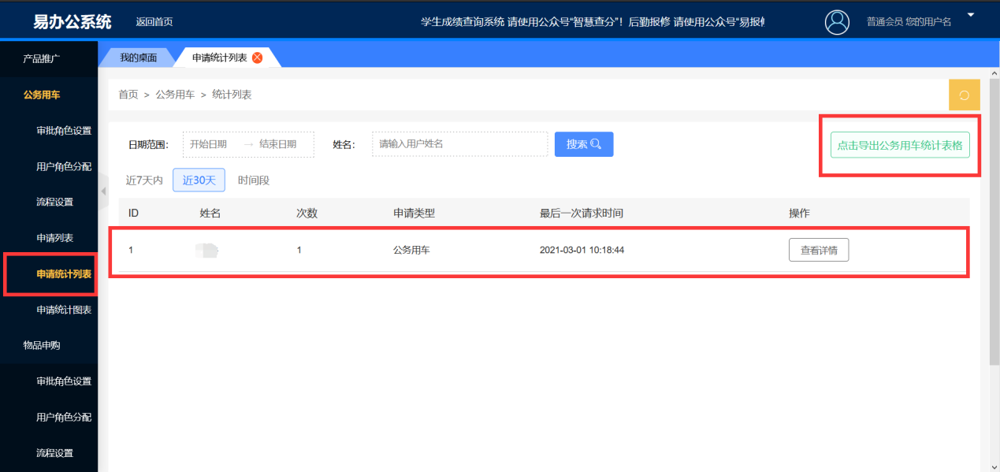 易办公系统 返回首页 学生成绩查询系统 请使用公众号“智慧查分”！后勤报修 请使用公众号“易报修 普通会员 您的用户名
产品推广
我的桌面 申请统计列表
公务用车
首页 > 公务用车 > 统计列表
审批角色设置
日期范围: 开始日期 → 结束日期 姓名: 请输入用户姓名 搜索 点击导出公务用车统计表格
用户角色分配
近7天内 近30天 时间段
流程设置
ID 姓名 次数 申请类型 最后一次请求时间 操作
申请列表
1 1 公务用车 2021-03-01 10:18:44 查看详情
申请统计列表
申请统计图表
物品申购
审批角色设置
用户角色分配
流程设置